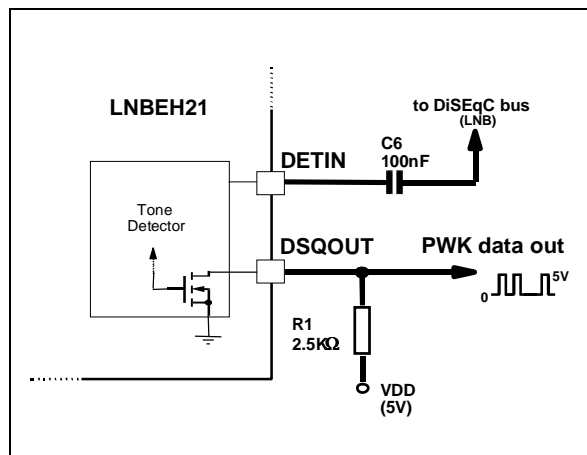 LNBEH21
to DiSEqC bus
(LNB)
C6
100nF
DETIN
Tone
Detector
DSQOUT
PWK data out
5V
0
R1
2.5KΩ
VDD
(5V)